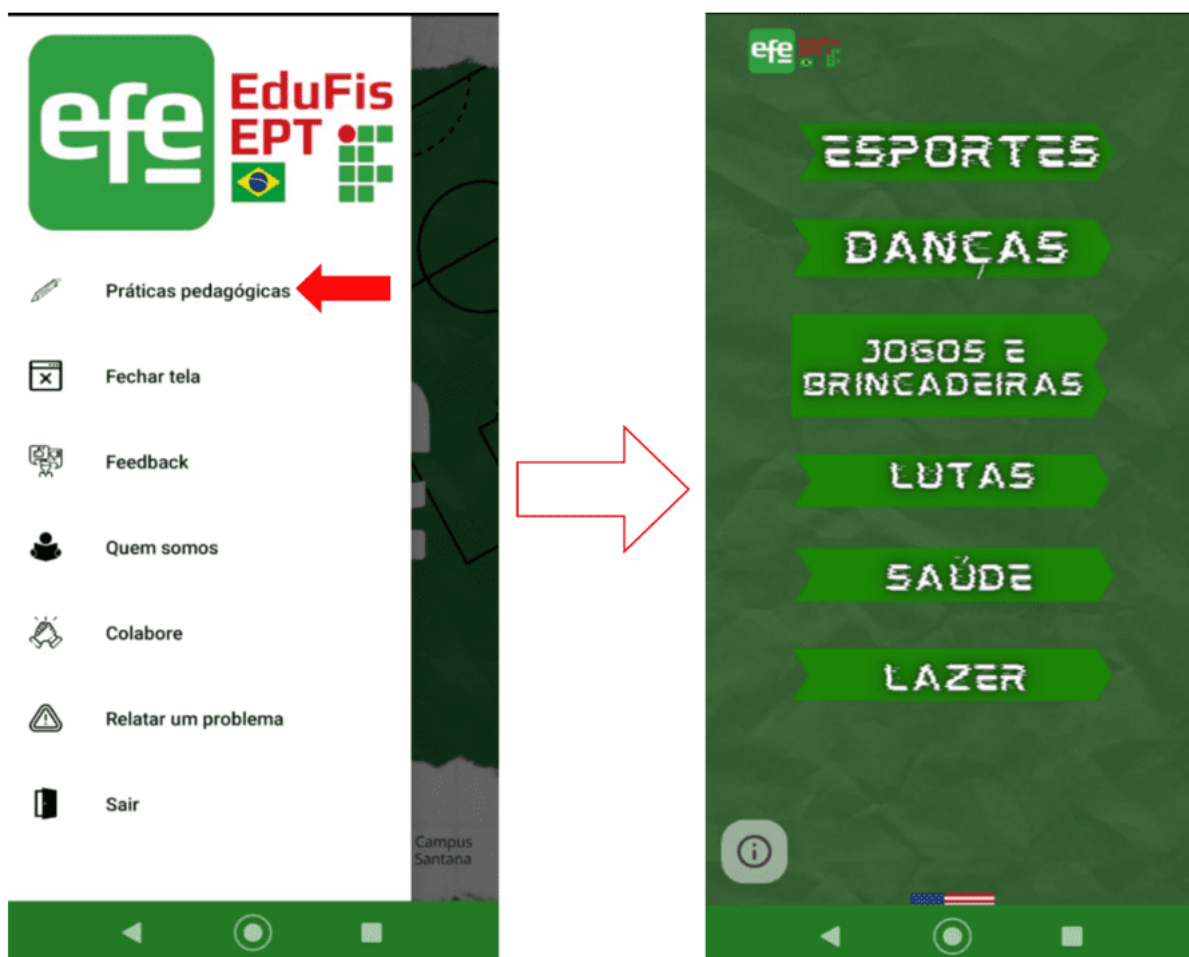 efe
EduFis
EPT
Práticas pedagógicas
Fechar tela
Feedback
Quem somos
Colabore
Relatar um problema
Sair
Campus
Santana
efe
ESPORTES
DANÇAS
JOGOS E
BRINCADEIRAS
LUTAS
SAÚDE
LAZER